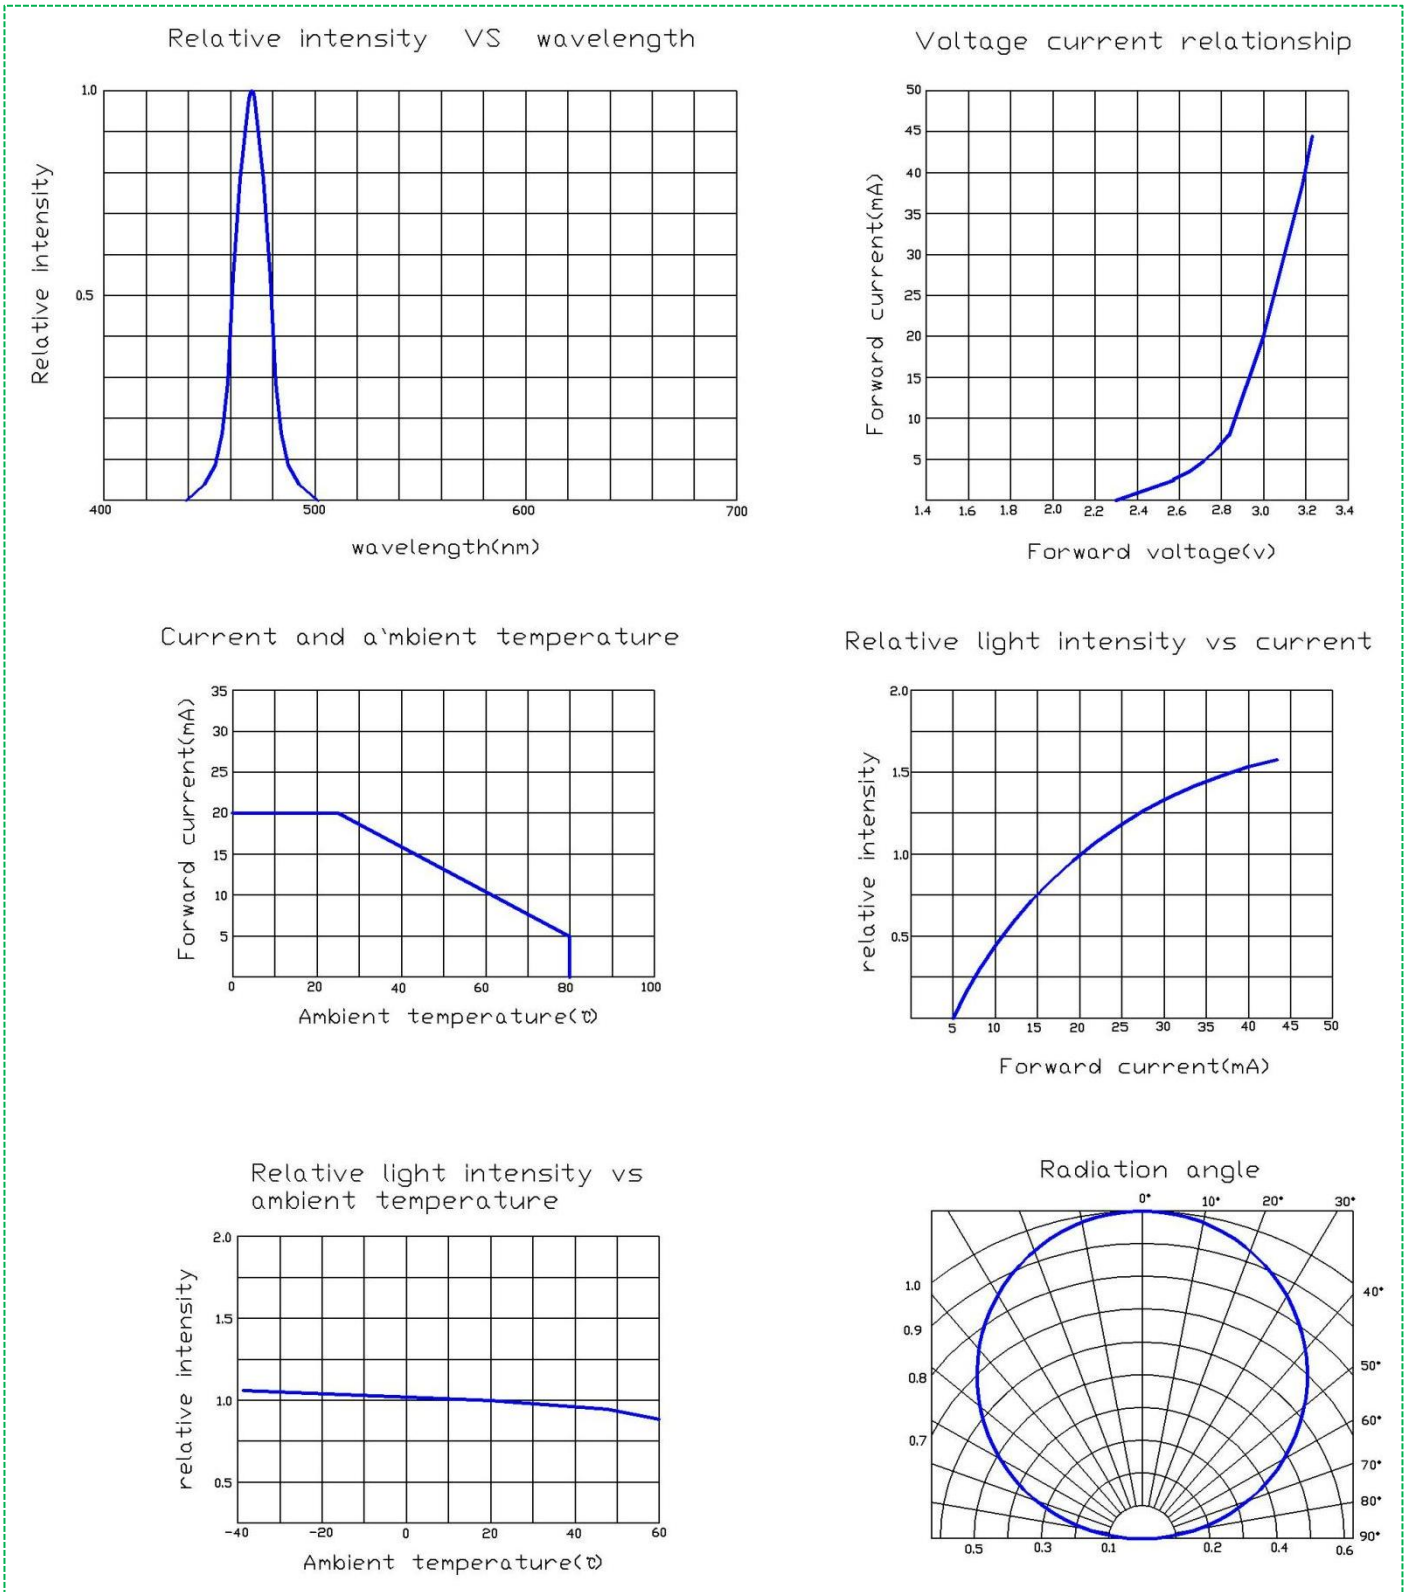 Relative intensity VS wavelength
1.0
0.5
Relative intensity
400 500 600 700
wavelength(nm)
Voltage current relationship
50
45
40
35
30
25
20
15
10
5
Forward current(mA)
1.4 1.6 1.8 2.0 2.2 2.4 2.6 2.8 3.0 3.2 3.4
Forward voltage(v)
Current and a`mbient temperature
35
30
25
20
15
10
5
Forward current(mA)
0 20 40 60 80 100
Ambient temperature(℃)
Relative light intensity vs current
2.0
1.5
1.0
0.5
relative intensity
5 10 15 20 25 30 35 40 45 50
Forward current(mA)
Relative light intensity vs
ambient temperature
2.0
1.5
1.0
0.5
relative intensity
-40 -20 0 20 40 60
Ambient temperature(℃)
Radiation angle
0° 10° 20° 30°
40°
50°
60°
70°
80°
90°
1.0
0.9
0.8
0.7
0.5 0.3 0.1 0.2 0.4 0.6